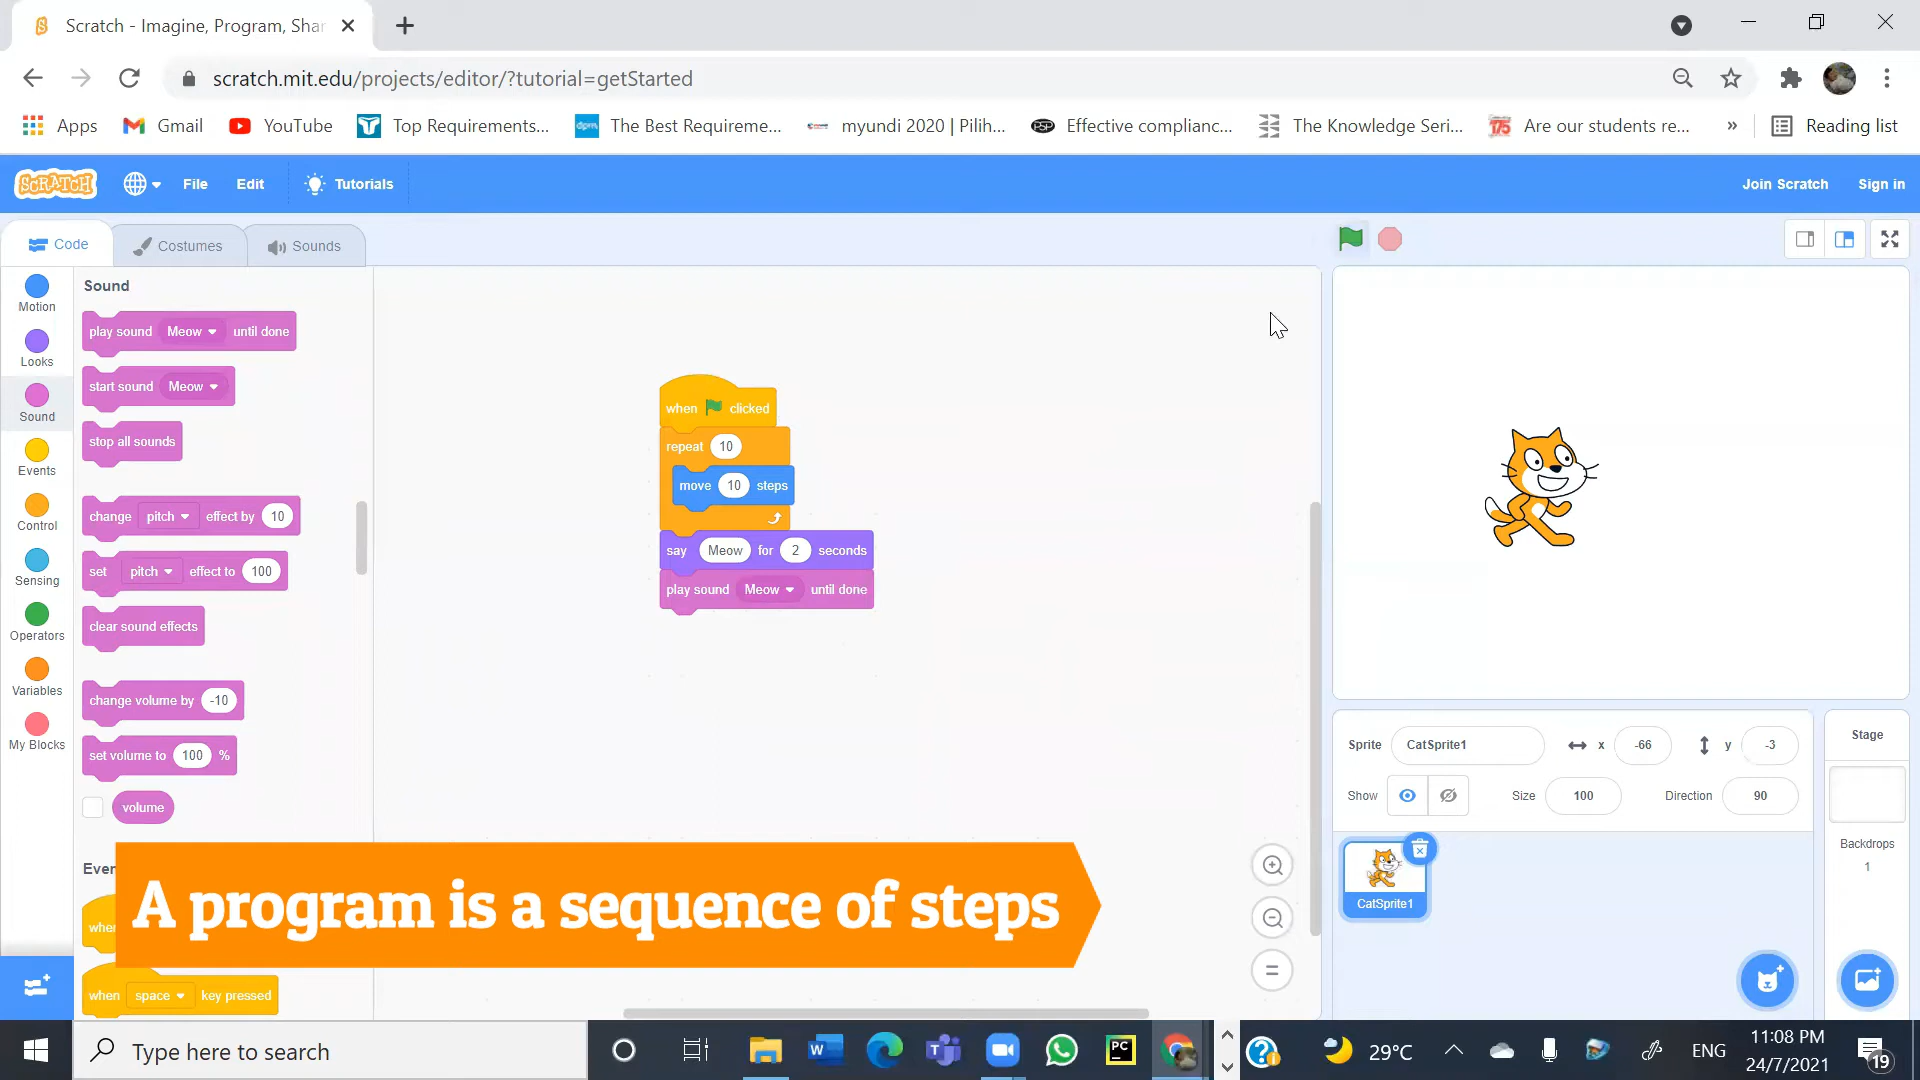 Scratch - Imagine, Program, Shar
scratch.mit.edu/projects/editor/?tutorial=getStarted
Apps
Gmail
YouTube
Top Requirements...
The Best Requireme...
myundi 2020 | Pilih...
Effective complianc...
The Knowledge Seri...
Are our students re...
»
Reading list
SCRATCH
File
Edit
Tutorials
Join Scratch
Sign in
Code
Costumes
Sounds
Motion
Looks
Sound
Events
Control
Sensing
Operators
Variables
My Blocks
Sound
play sound Meow until done
start sound Meow
stop all sounds
change pitch effect by 10
set pitch effect to 100
clear sound effects
change volume by -10
set volume to 100 %
volume
Even
when
when space key pressed
when clicked
repeat 10
move 10 steps
say Meow for 2 seconds
play sound Meow until done
A program is a sequence of steps
Sprite CatSprite1 x -66 y -3
Show Size 100 Direction 90
CatSprite1
Stage
Backdrops
1
Type here to search
29°C
ENG
11:08 PM
24/7/2021
19